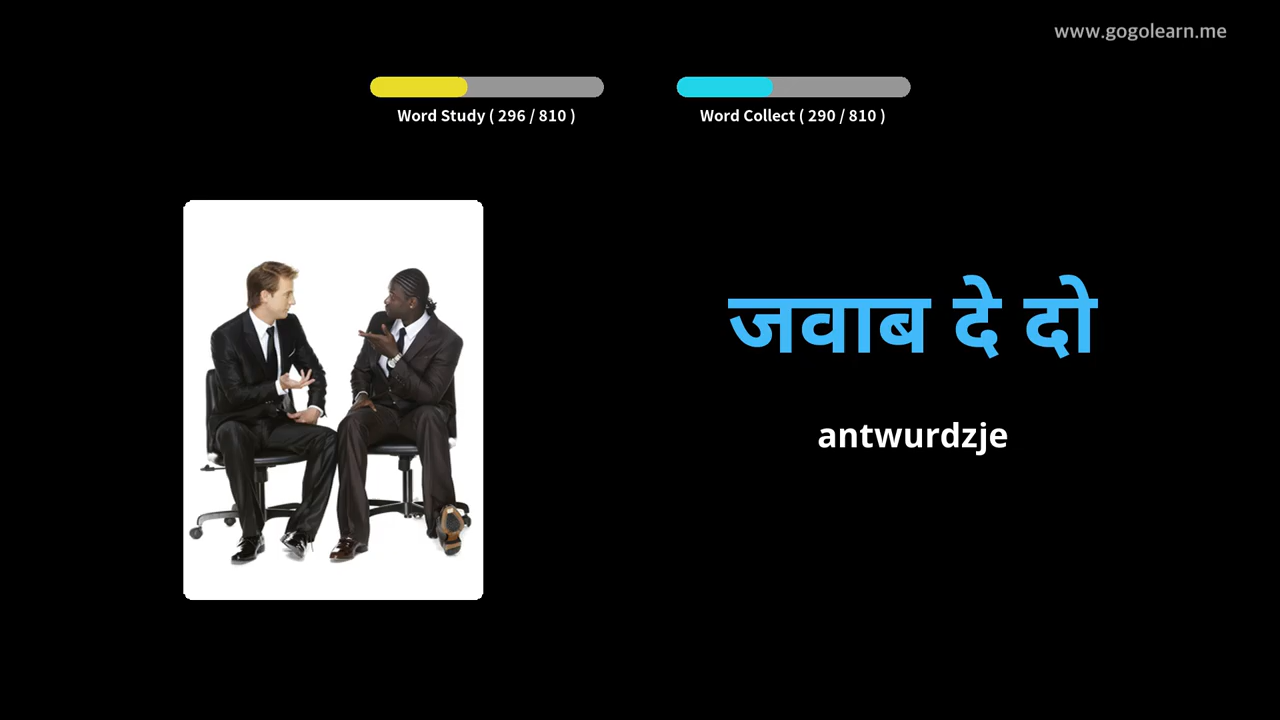 www.gogolearn.me
Word Study ( 296 / 810 )
Word Collect ( 290 / 810 )
जवाब दे दो
antwurdzje